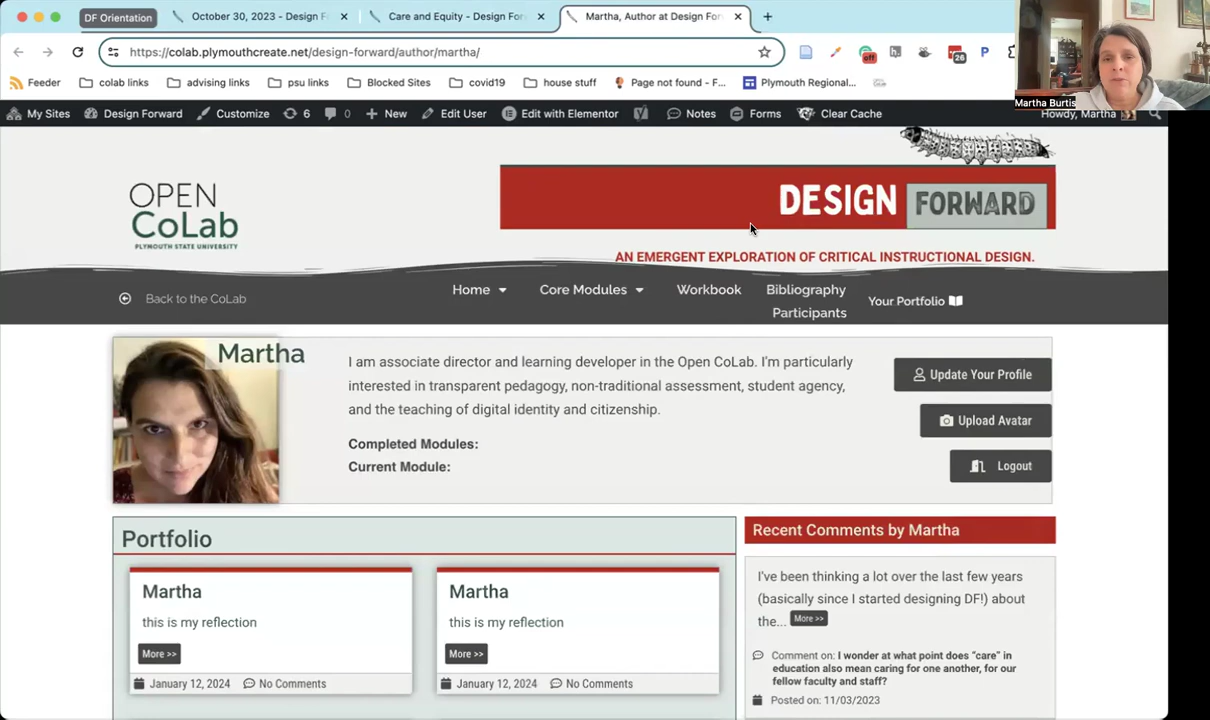 DF Orientation
October 30, 2023 - Design F
Care and Equity - Design For
Martha, Author at Design For
https://colab.plymouthcreate.net/design-forward/author/martha/
off
26
P
Feeder
colab links
advising links
psu links
Blocked Sites
covid19
house stuff
Page not found - F...
Plymouth Regional...
Martha Burtis
My Sites
Design Forward
Customize
6
0
New
Edit User
Edit with Elementor
Notes
Forms
Clear Cache
Howdy, Martha
OPEN
CoLab
PLYMOUTH STATE UNIVERSITY
DESIGN FORWARD
AN EMERGENT EXPLORATION OF CRITICAL INSTRUCTIONAL DESIGN.
Back to the CoLab
Home
Core Modules
Workbook
Bibliography
Your Portfolio
Participants
Martha
I am associate director and learning developer in the Open CoLab. I'm particularly
interested in transparent pedagogy, non-traditional assessment, student agency,
and the teaching of digital identity and citizenship.
Completed Modules:
Current Module:
Update Your Profile
Upload Avatar
Logout
Portfolio
Martha
this is my reflection
More >>
January 12, 2024 No Comments
Martha
this is my reflection
More >>
January 12, 2024 No Comments
Recent Comments by Martha
I've been thinking a lot over the last few years
(basically since I started designing DF!) about
the... More >>
Comment on: I wonder at what point does “care” in
education also mean caring for one another, for our
fellow faculty and staff?
Posted on: 11/03/2023